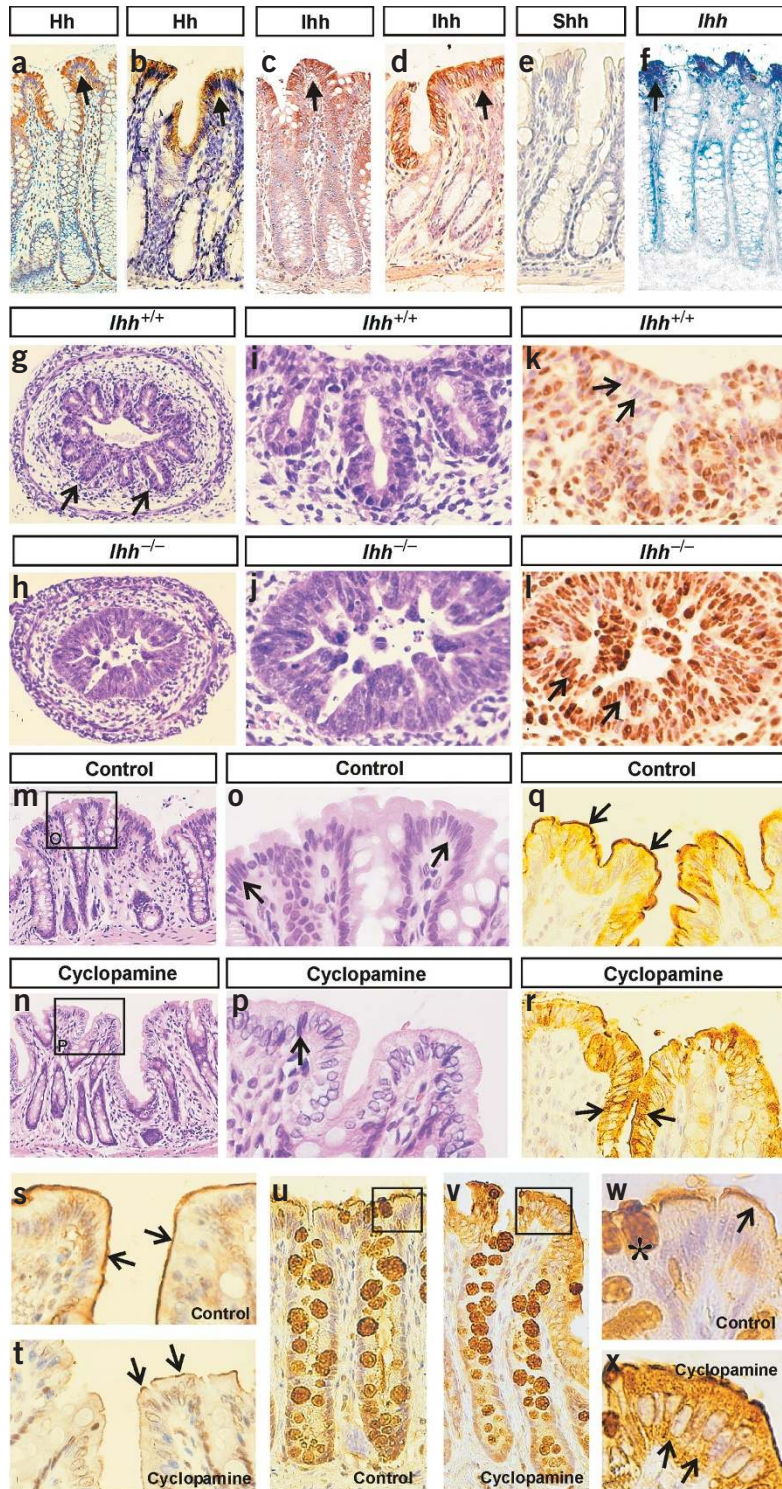 Hh Hh Ihh Ihh Shh Ihh
a b c d e f
Ihh+/+ Ihh+/+ Ihh+/+
g i k
Ihh−/− Ihh−/− Ihh−/−
h j l
Control Control Control
m o q
O
Cyclopamine Cyclopamine Cyclopamine
n p r
P
s u v w
Control
Control
t x
Cyclopamine
Cyclopamine
Control
Cyclopamine